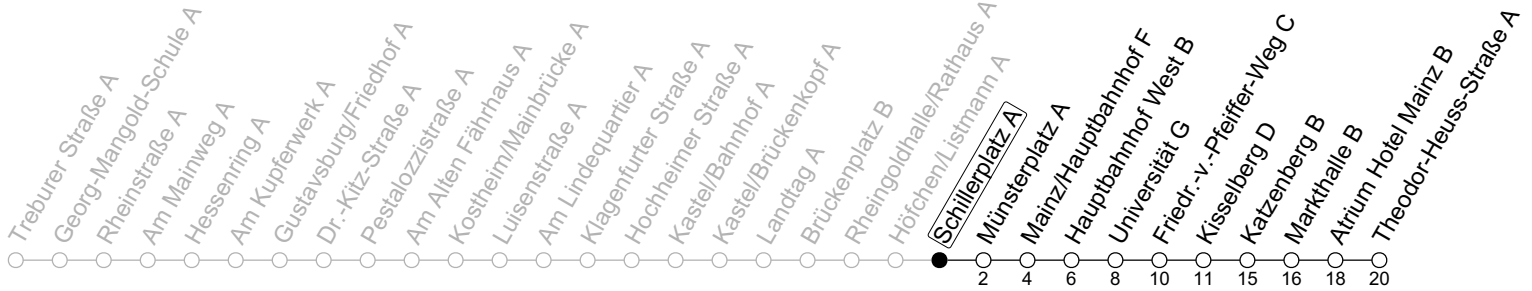 Treburer Straße A
Georg-Mangold-Schule A
Rheinstraße A
Am Mainweg A
Hessenring A
Am Kupferwerk A
Gustavsburg/Friedhof A
Dr.-Kitz-Straße A
Pestalozzistraße A
Am Alten Fährhaus A
Kostheim/Mainbrücke A
Luisenstraße A
Am Lindequartier A
Klagenfurter Straße A
Hochheimer Straße A
Kastel/Bahnhof A
Kastel/Brückenkopf A
Landtag A
Brückenplatz B
Rheingoldhalle/Rathaus A
Höfchen/Listmann A
Schillerplatz A
Münsterplatz A
Mainz/Hauptbahnhof F
Hauptbahnhof West B
Universität G
Friedr.-v.-Pfeiffer-Weg C
Kisselberg D
Katzenberg B
Markthalle B
Atrium Hotel Mainz B
Theodor-Heuss-Straße A
2 4 6 8 10 11 15 16 18 20